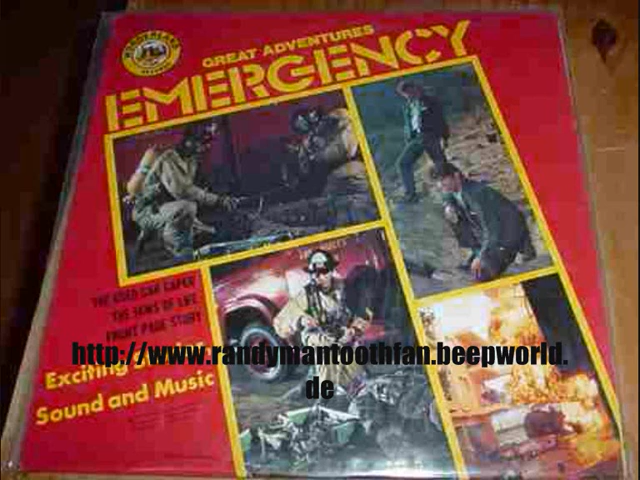 WONDERLAND
GREAT ADVENTURES
EMERGENCY
THE USED CAR CAPER
THE JAWS OF LIFE
FRONT PAGE STORY
Exciting
Sound and Music
http://www.randymantoothfan.beepworld.
de